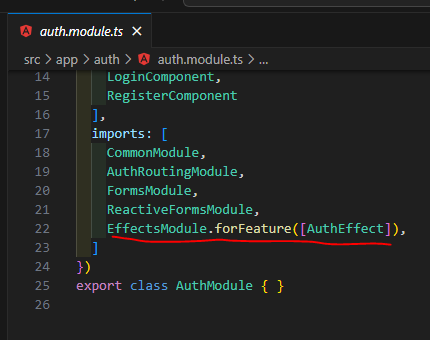 auth.module.ts ×
src > app > auth > auth.module.ts > ...
14 LoginComponent,
15 RegisterComponent
16 ],
17 imports: [
18 CommonModule,
19 AuthRoutingModule,
20 FormsModule,
21 ReactiveFormsModule,
22 EffectsModule.forFeature([AuthEffect]),
23 ]
24 })
25 export class AuthModule { }
26